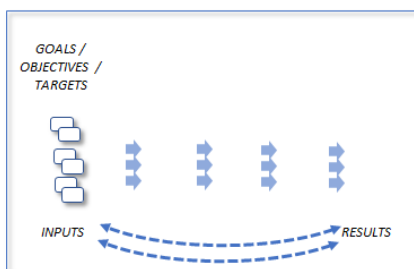 GOALS /
OBJECTIVES /
TARGETS
INPUTS
RESULTS